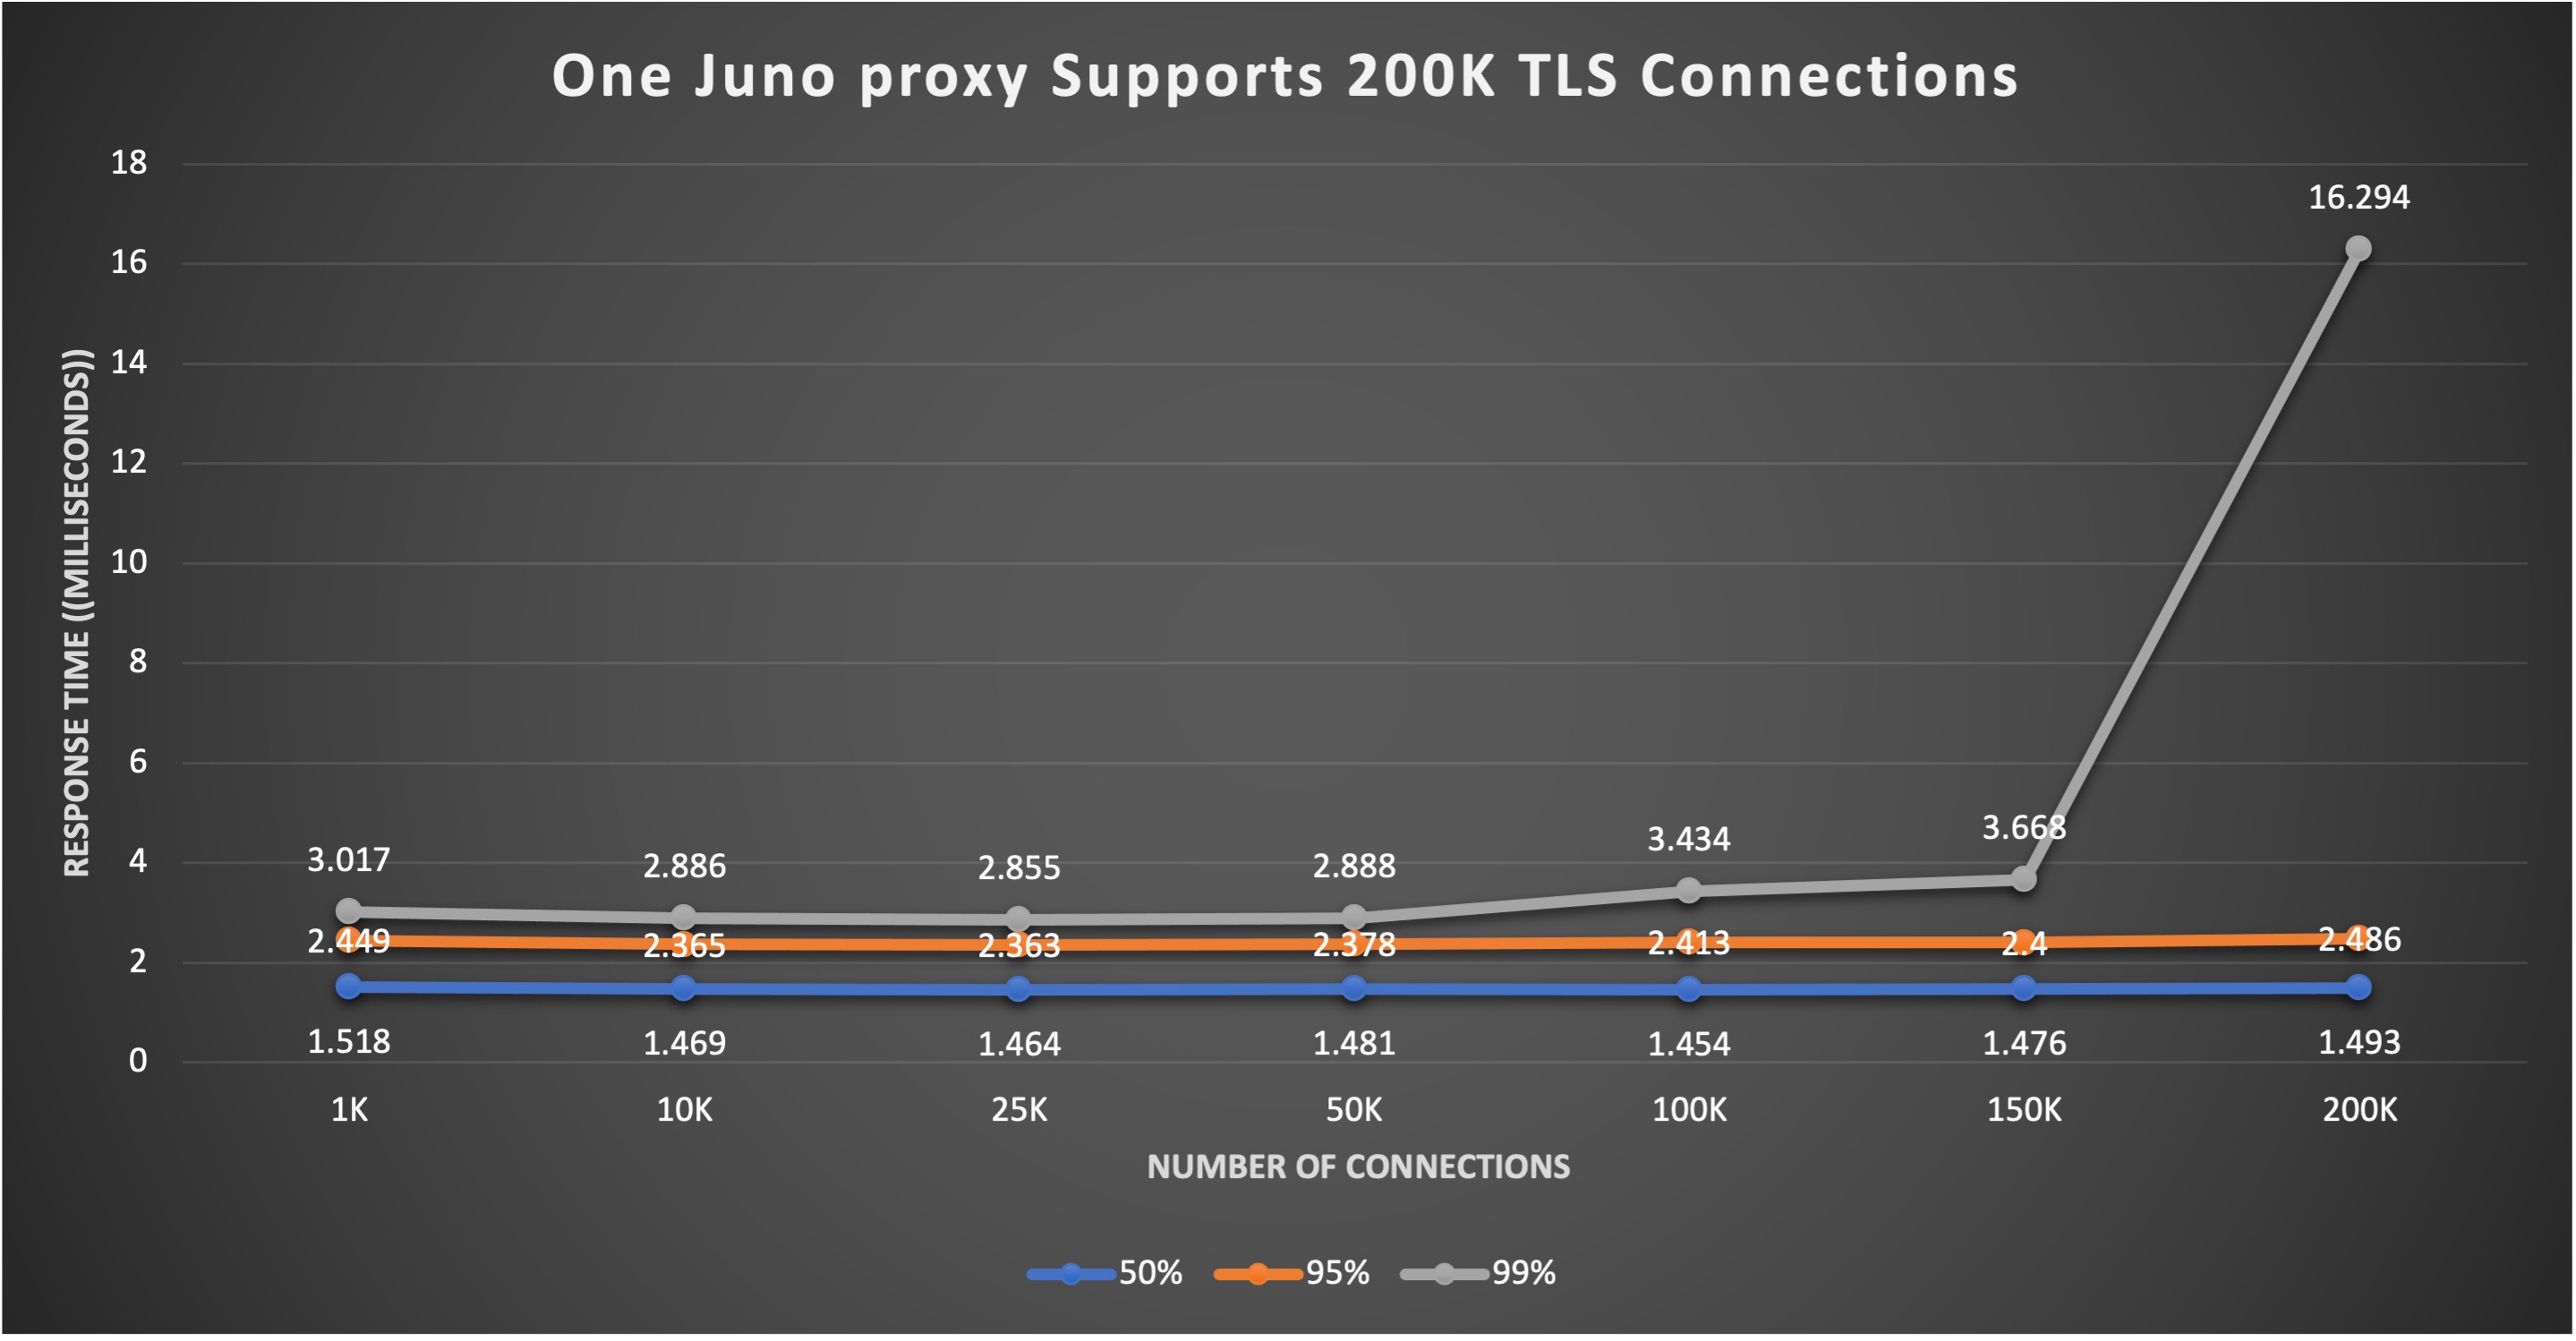 One Juno proxy Supports 200K TLS Connections
18
16
14
12
10
8
6
4
2
0
RESPONSE TIME ((MILLISECONDS))
16.294
3.017 2.886 2.855 2.888 3.434 3.668
2.449 2.365 2.363 2.378 2.413 2.4 2.486
1.518 1.469 1.464 1.481 1.454 1.476 1.493
1K 10K 25K 50K 100K 150K 200K
NUMBER OF CONNECTIONS
50% 95% 99%